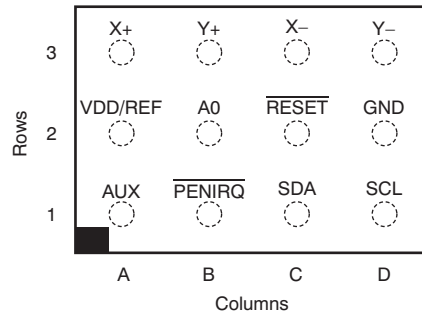 X+ Y+ X– Y–
3
VDD/REF A0 RESET GND
2
Rows
AUX PENIRQ SDA SCL
1
A B C D
Columns